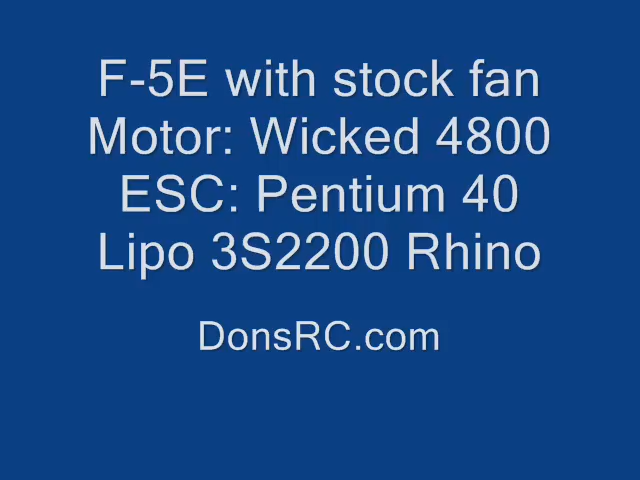 F-5E with stock fan
Motor: Wicked 4800
ESC: Pentium 40
Lipo 3S2200 Rhino
DonsRC.com